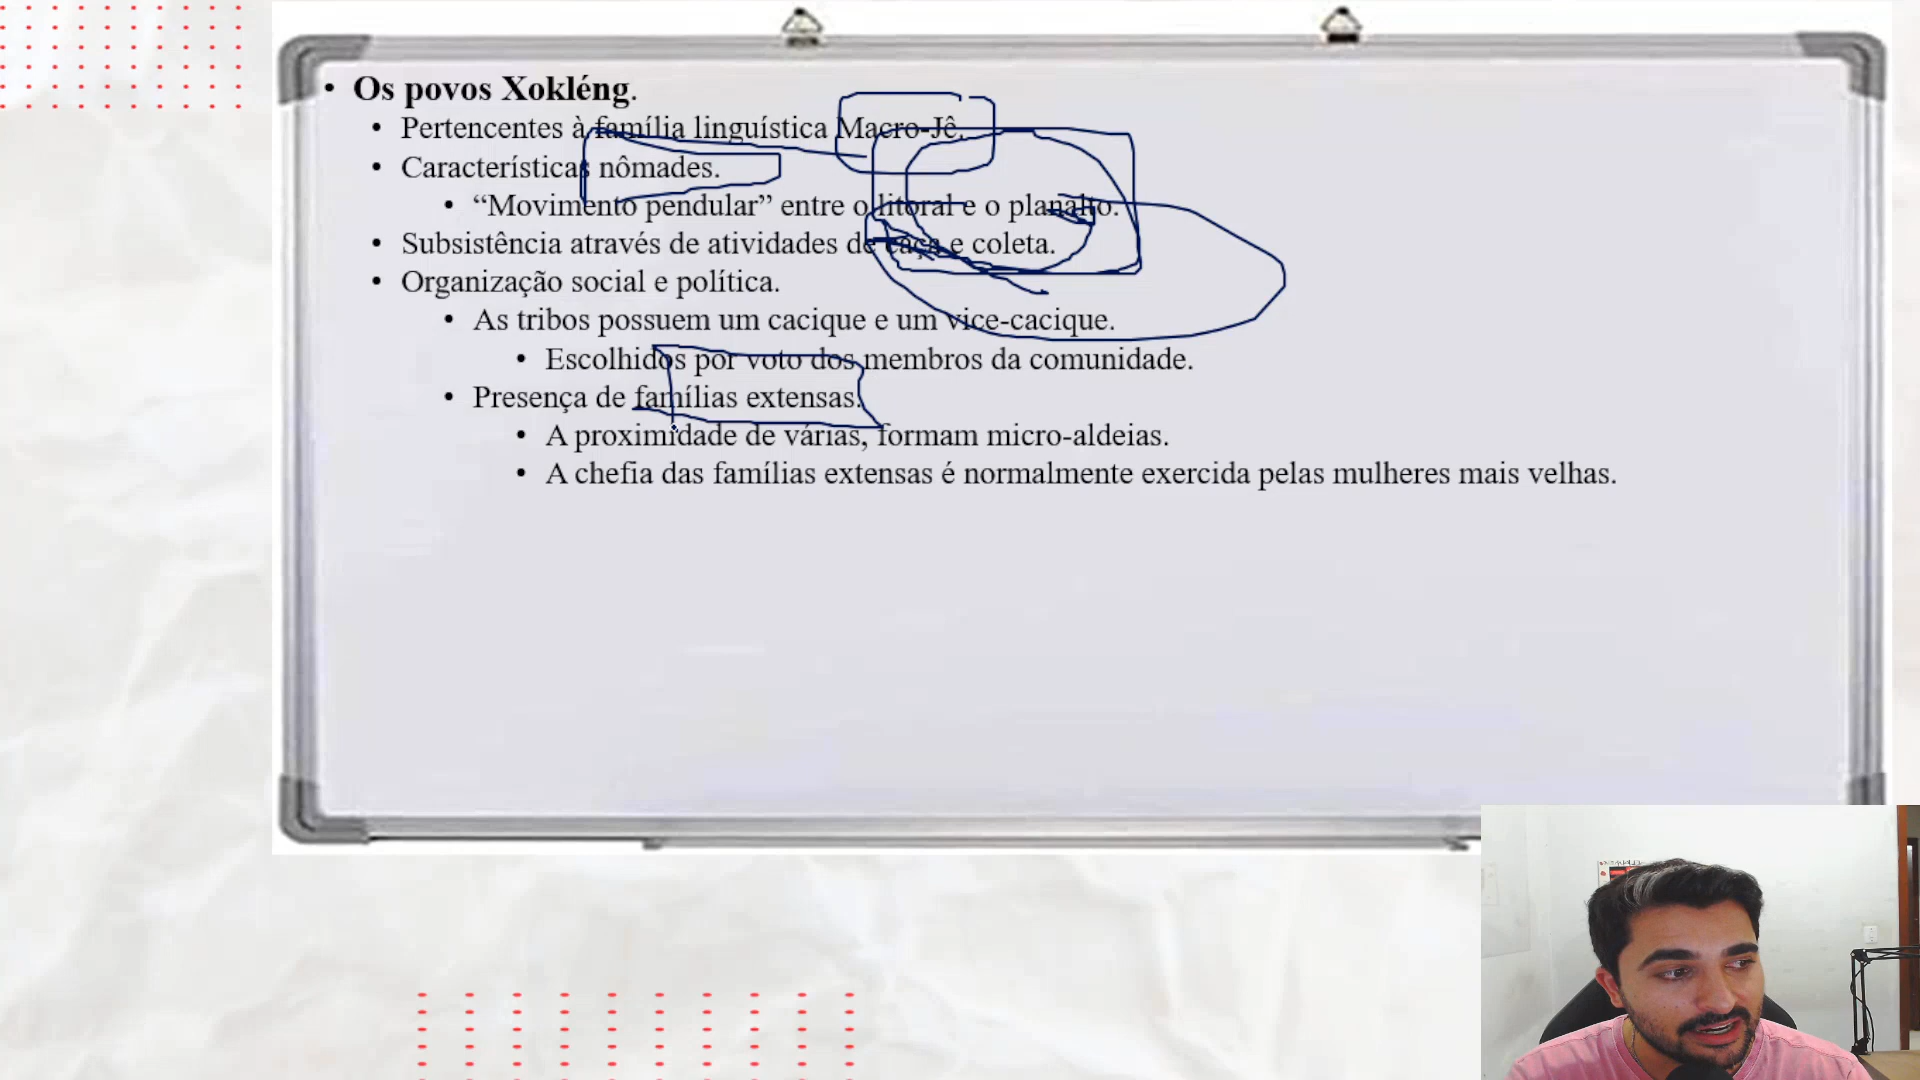 • Os povos Xokléng.
• Pertencentes à família linguística Macro-Jê.
• Características nômades.
• “Movimento pendular” entre o litoral e o planalto.
• Subsistência através de atividades de caça e coleta.
• Organização social e política.
• As tribos possuem um cacique e um vice-cacique.
• Escolhidos por voto dos membros da comunidade.
• Presença de famílias extensas.
• A proximidade de várias, formam micro-aldeias.
• A chefia das famílias extensas é normalmente exercida pelas mulheres mais velhas.